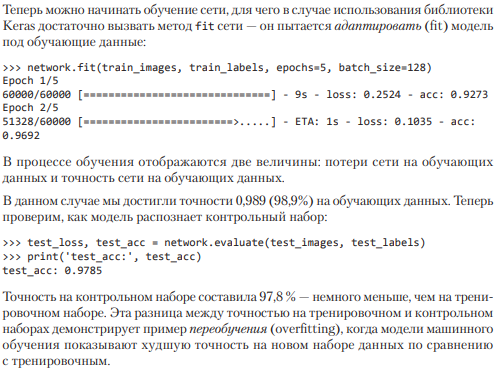 Теперь можно начинать обучение сети, для чего в случае использования библиотеки
Keras достаточно вызвать метод fit сети — он пытается адаптировать (fit) модель
под обучающие данные:
>>> network.fit(train_images, train_labels, epochs=5, batch_size=128)
Epoch 1/5
60000/60000 [==============================] - 9s - loss: 0.2524 - acc: 0.9273
Epoch 2/5
51328/60000 [========================>.....] - ETA: 1s - loss: 0.1035 - acc:
0.9692
В процессе обучения отображаются две величины: потери сети на обучающих
данных и точность сети на обучающих данных.
В данном случае мы достигли точности 0,989 (98,9%) на обучающих данных. Теперь
проверим, как модель распознает контрольный набор:
>>> test_loss, test_acc = network.evaluate(test_images, test_labels)
>>> print('test_acc:', test_acc)
test_acc: 0.9785
Точность на контрольном наборе составила 97,8 % — немного меньше, чем на трени-
ровочном наборе. Эта разница между точностью на тренировочном и контрольном
наборах демонстрирует пример переобучения (overfitting), когда модели машинного
обучения показывают худшую точность на новом наборе данных по сравнению
с тренировочным.